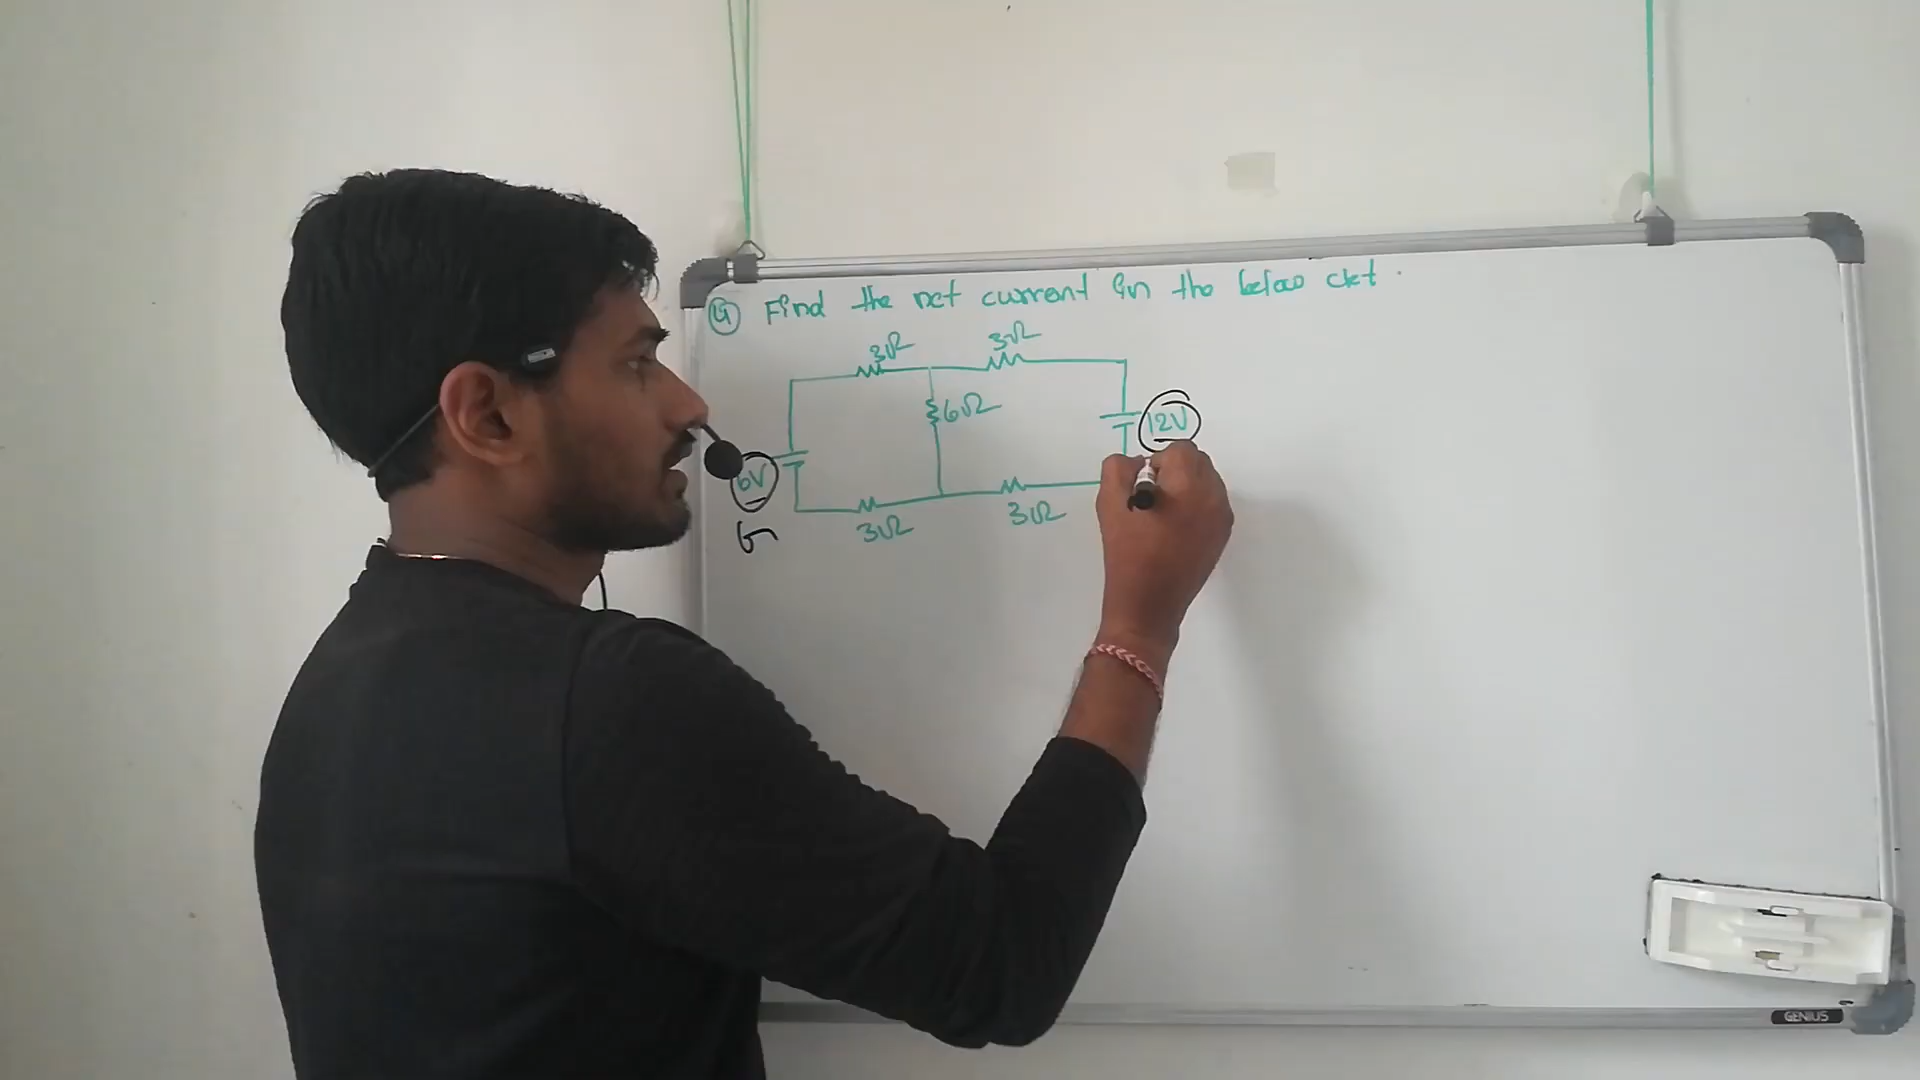 ④ Find the net current in the below ckt.
3Ω
3Ω
6Ω
12V
6V
3Ω
3Ω
GENIUS